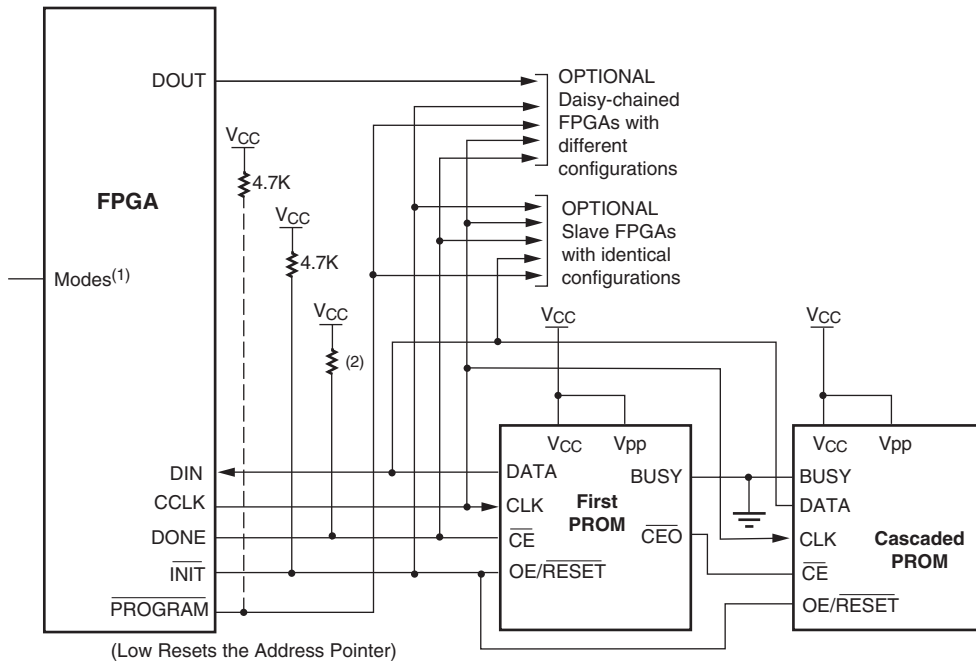 DOUT
OPTIONAL
Daisy-chained
FPGAs with
different
configurations
VCC
4.7K
FPGA
VCC
4.7K
OPTIONAL
Slave FPGAs
with identical
configurations
Modes(1)
VCC
(2)
VCC
VCC
VCC
Vpp
VCC
Vpp
DIN
DATA
BUSY
BUSY
CCLK
CLK
First
PROM
DATA
DONE
CE
CEO
CLK
Cascaded
PROM
INIT
OE/RESET
CE
PROGRAM
OE/RESET
(Low Resets the Address Pointer)